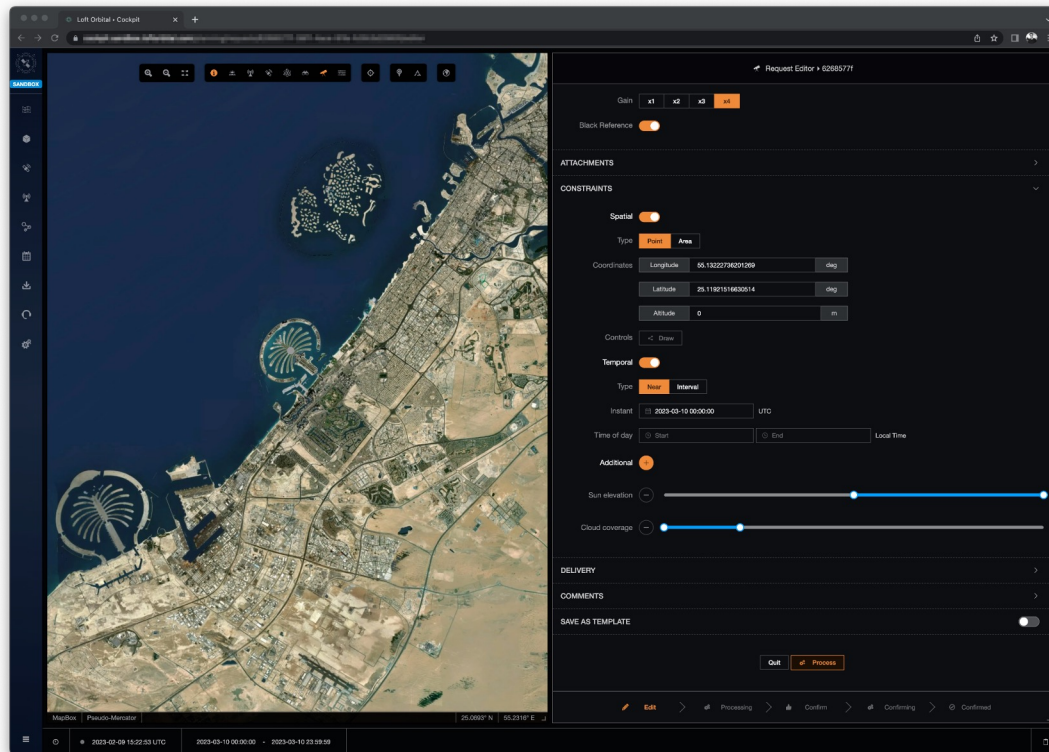 Loft Orbital • Cockpit
SANDBOX
Request Editor 6268577f
Gain x1 x2 x3 x4
Black Reference
ATTACHMENTS
CONSTRAINTS
Spatial
Type Point Area
Coordinates Longitude 55.13222736201269 deg
Latitude 25.11921516630514 deg
Altitude 0 m
Controls Draw
Temporal
Type Near Interval
Instant 2023-03-10 00:00:00 UTC
Time of day Start End Local Time
Additional
Sun elevation
Cloud coverage
DELIVERY
COMMENTS
SAVE AS TEMPLATE
Quit Process
Edit Processing Confirm Confirming Confirmed
MapBox Pseudo-Mercator 25.0893° N 55.2316° E
2023-02-09 15:22:53 UTC 2023-03-10 00:00:00 - 2023-03-10 23:59:59